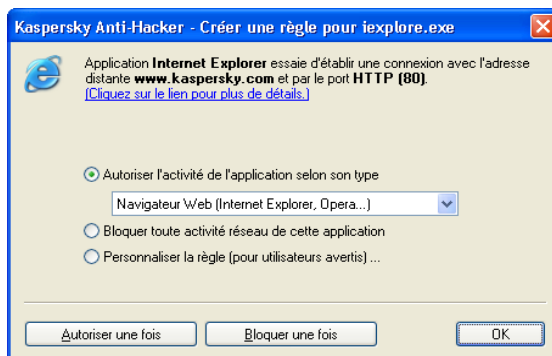 Kaspersky Anti-Hacker - Créer une règle pour iexplore.exe
Application Internet Explorer essaie d'établir une connexion avec l'adresse
distante www.kaspersky.com et par le port HTTP (80).
(Cliquez sur le lien pour plus de détails.)
Autoriser l'activité de l'application selon son type
Navigateur Web (Internet Explorer, Opera...)
Bloquer toute activité réseau de cette application
Personnaliser la règle (pour utilisateurs avertis) ...
Autoriser une fois
Bloquer une fois
OK